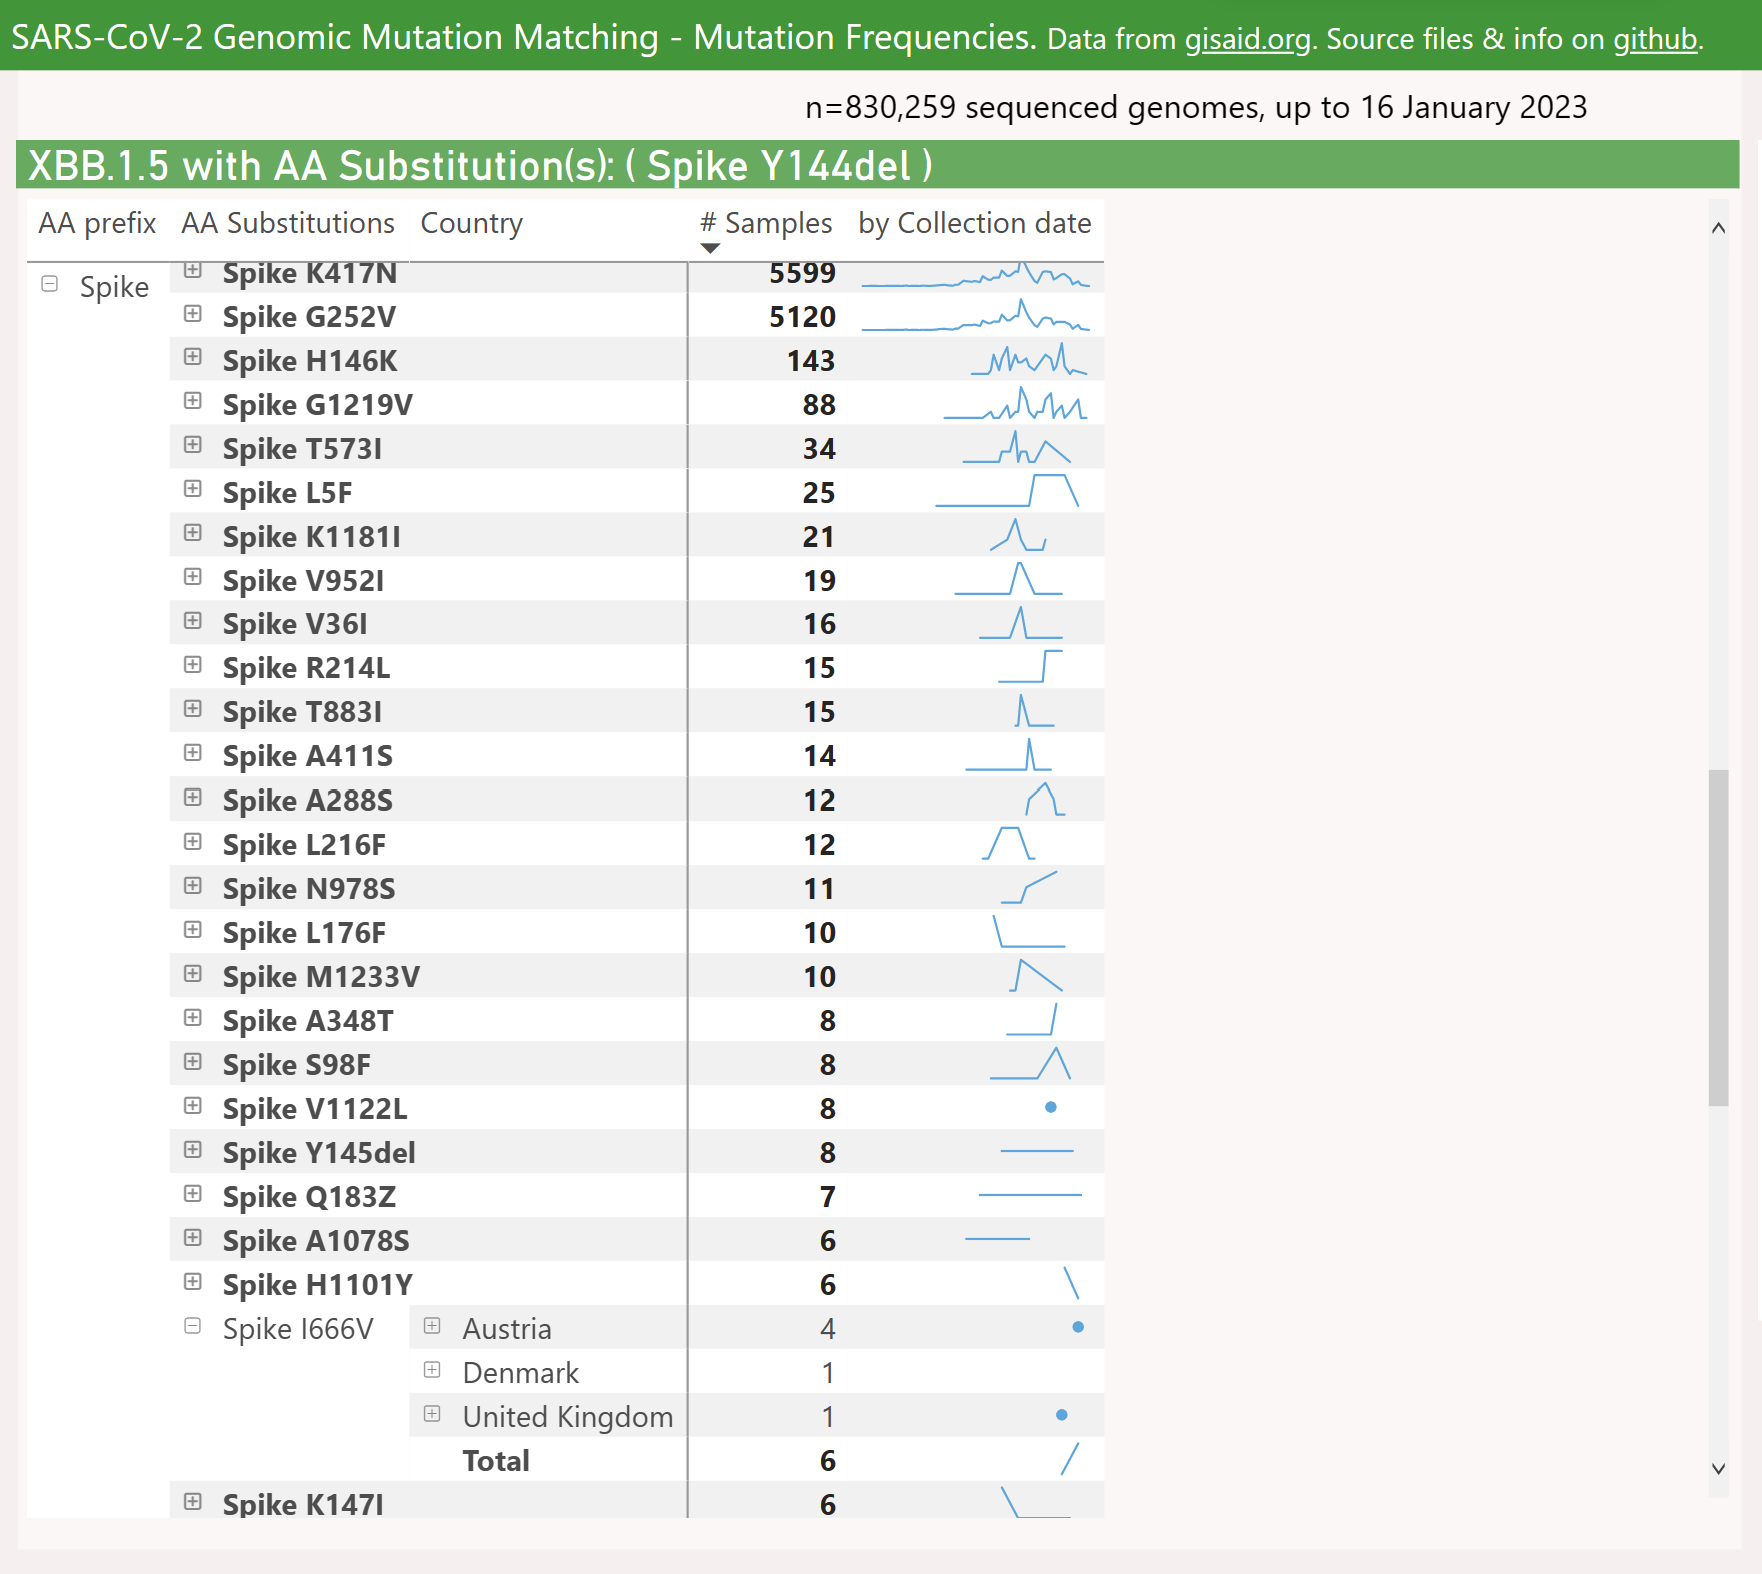 SARS-CoV-2 Genomic Mutation Matching - Mutation Frequencies. Data from gisaid.org. Source files & info on github.
n=830,259 sequenced genomes, up to 16 January 2023
XBB.1.5 with AA Substitution(s): ( Spike Y144del )
AA prefix AA Substitutions Country # Samples by Collection date
Spike Spike K417N 5599
Spike G252V 5120
Spike H146K 143
Spike G1219V 88
Spike T573I 34
Spike L5F 25
Spike K1181I 21
Spike V952I 19
Spike V36I 16
Spike R214L 15
Spike T883I 15
Spike A411S 14
Spike A288S 12
Spike L216F 12
Spike N978S 11
Spike L176F 10
Spike M1233V 10
Spike A348T 8
Spike S98F 8
Spike V1122L 8
Spike Y145del 8
Spike Q183Z 7
Spike A1078S 6
Spike H1101Y 6
Spike I666V Austria 4
Denmark 1
United Kingdom 1
Total 6
Spike K147I 6